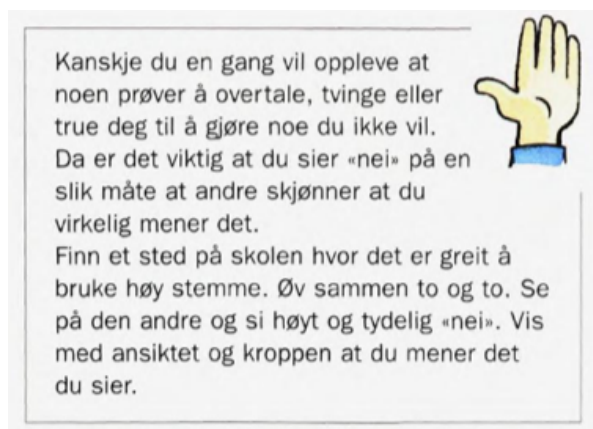 Kanskje du en gang vil oppleve at
noen prøver å overtale, tvinge eller
true deg til å gjøre noe du ikke vil.
Da er det viktig at du sier «nei» på en
slik måte at andre skjønner at du
virkelig mener det.
Finn et sted på skolen hvor det er greit å
bruke høy stemme. Øv sammen to og to. Se
på den andre og si høyt og tydelig «nei». Vis
med ansiktet og kroppen at du mener det
du sier.